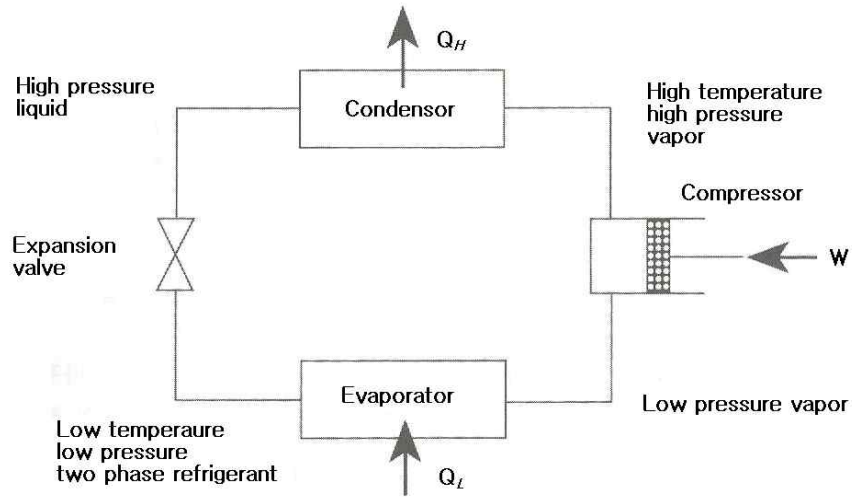 Q_H
High pressure
liquid
Condensor
High temperature
high pressure
vapor
Compressor
Expansion
valve
W
Evaporator
Low pressure vapor
Low temperaure
low pressure
two phase refrigerant
Q_L